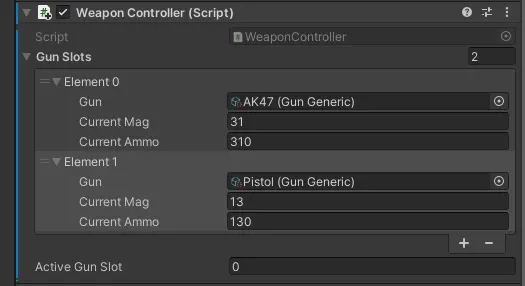 Weapon Controller (Script)
Script WeaponController
Gun Slots 2
Element 0
Gun AK47 (Gun Generic)
Current Mag 31
Current Ammo 310
Element 1
Gun Pistol (Gun Generic)
Current Mag 13
Current Ammo 130
+ −
Active Gun Slot 0